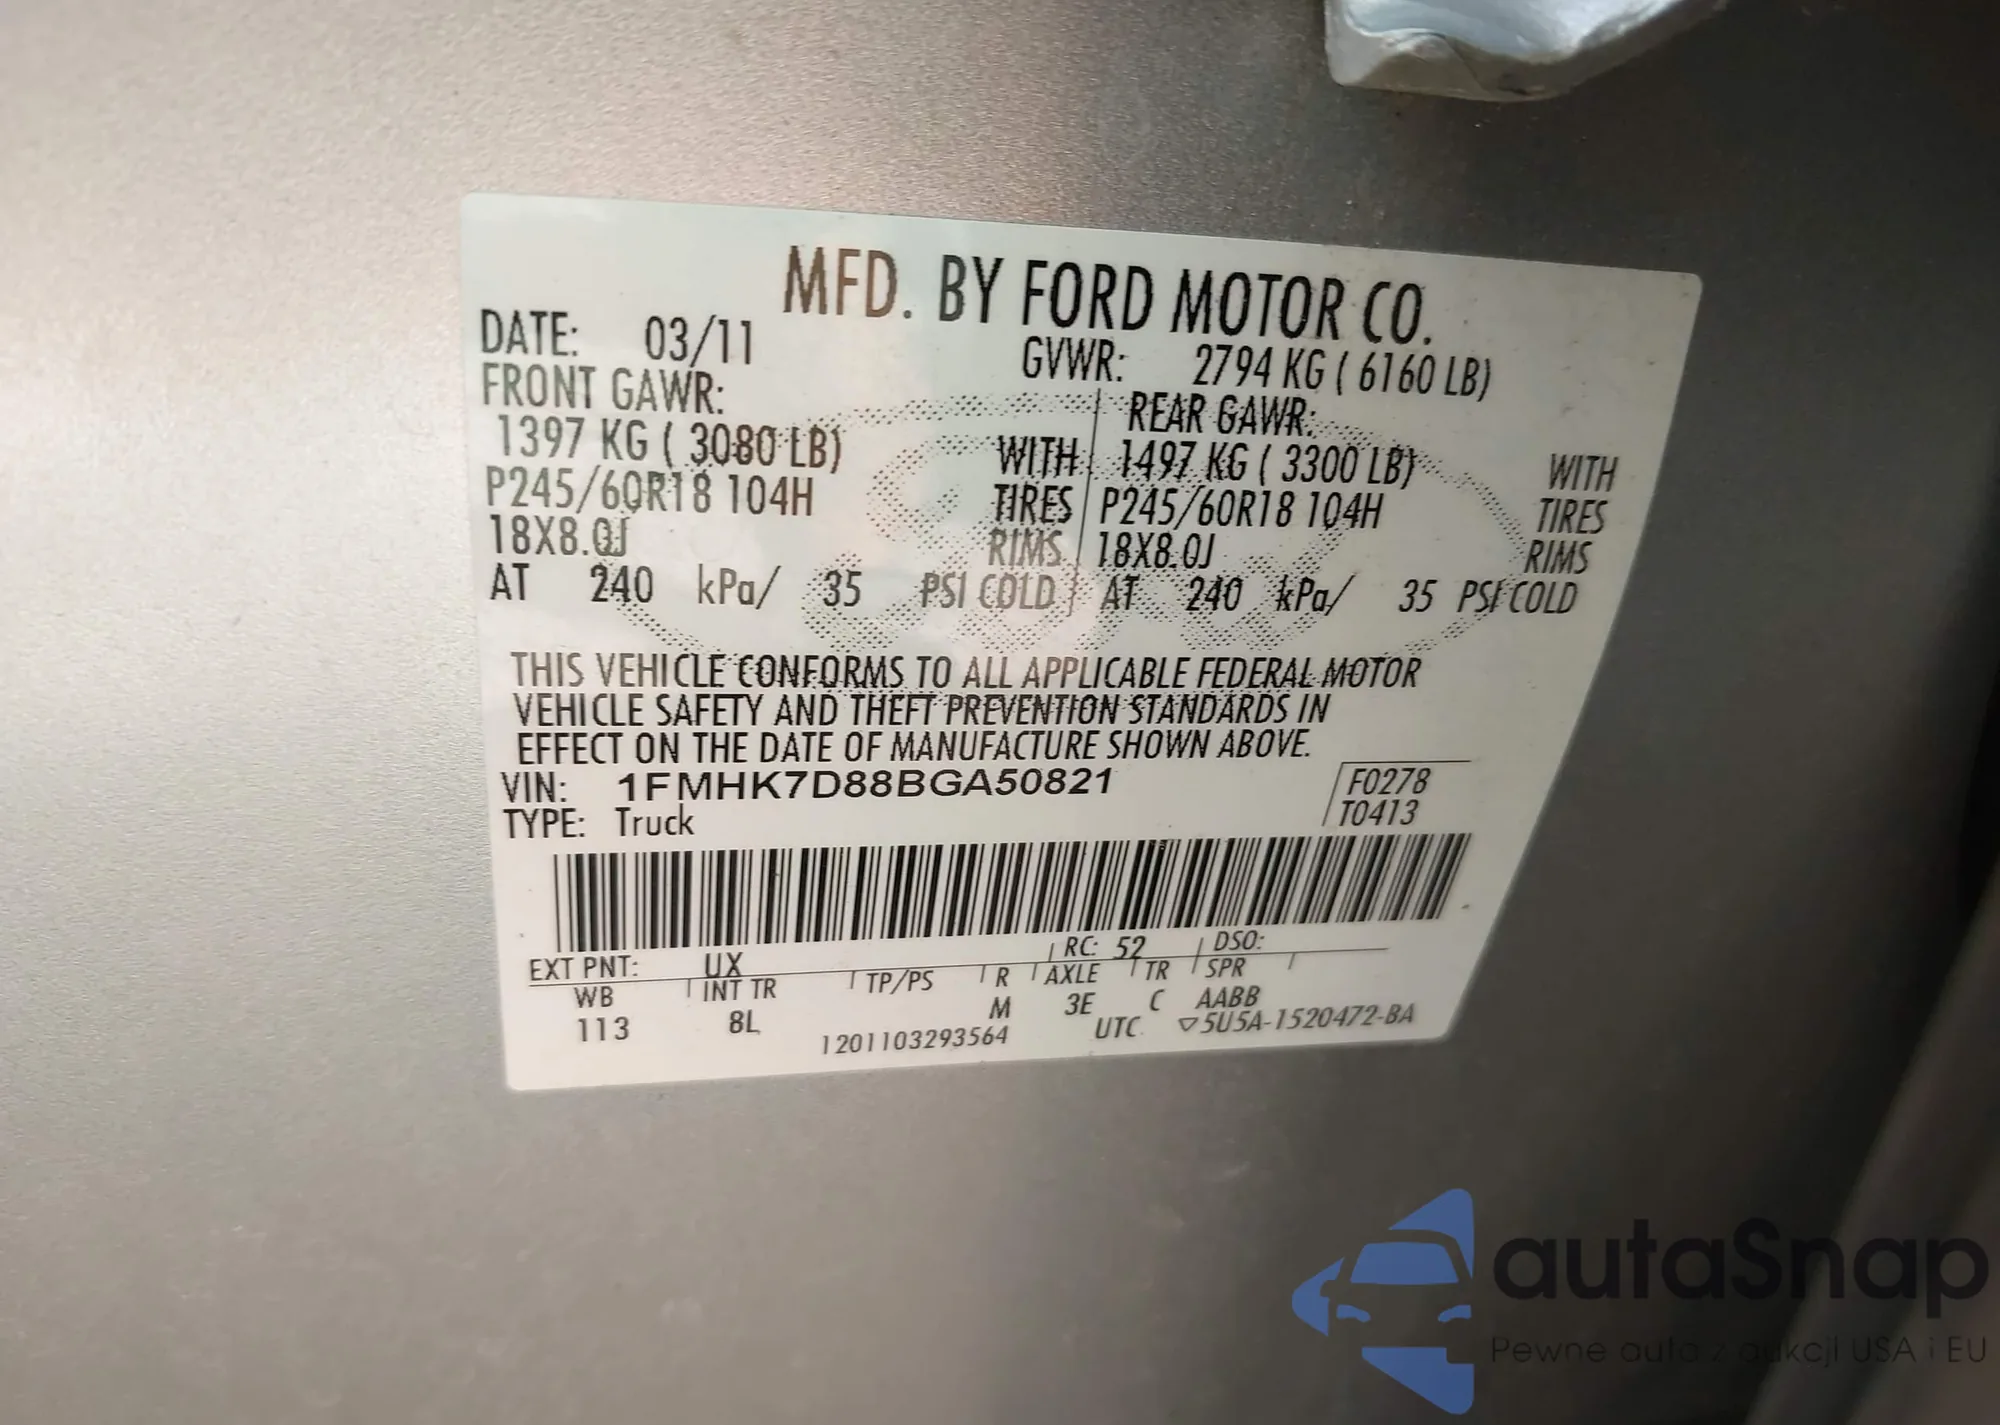 MFD. BY FORD MOTOR CO.
DATE: 03/11 GVWR: 2794 KG ( 6160 LB)
FRONT GAWR: REAR GAWR:
1397 KG ( 3080 LB) WITH 1497 KG ( 3300 LB) WITH
P245/60R18 104H TIRES P245/60R18 104H TIRES
18X8.0J RIMS 18X8.0J RIMS
AT 240 kPa/ 35 PSI COLD AT 240 kPa/ 35 PSI COLD
THIS VEHICLE CONFORMS TO ALL APPLICABLE FEDERAL MOTOR
VEHICLE SAFETY AND THEFT PREVENTION STANDARDS IN
EFFECT ON THE DATE OF MANUFACTURE SHOWN ABOVE.
VIN: 1FMHK7D88BGA50821 F0278
TYPE: Truck T0413
EXT PNT: UX RC: 52 DSO:
WB INT TR TP/PS R AXLE TR SPR
113 8L M 3E C AABB
1201103293564 UTC ▽5U5A-1520472-BA
autaSnap
Pewne auta z aukcji USA i EU